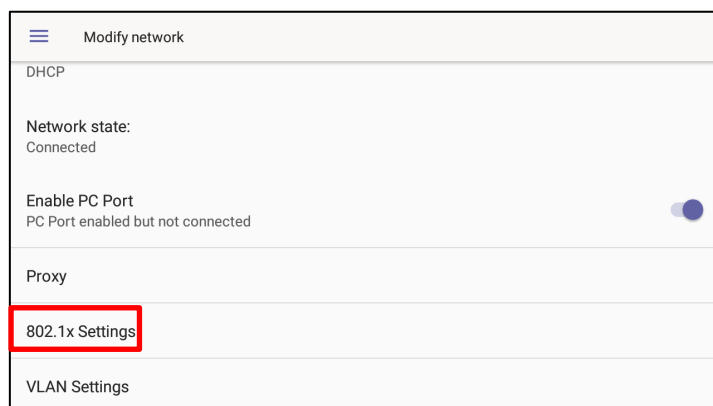 Modify network
DHCP
Network state:
Connected
Enable PC Port
PC Port enabled but not connected
Proxy
802.1x Settings
VLAN Settings